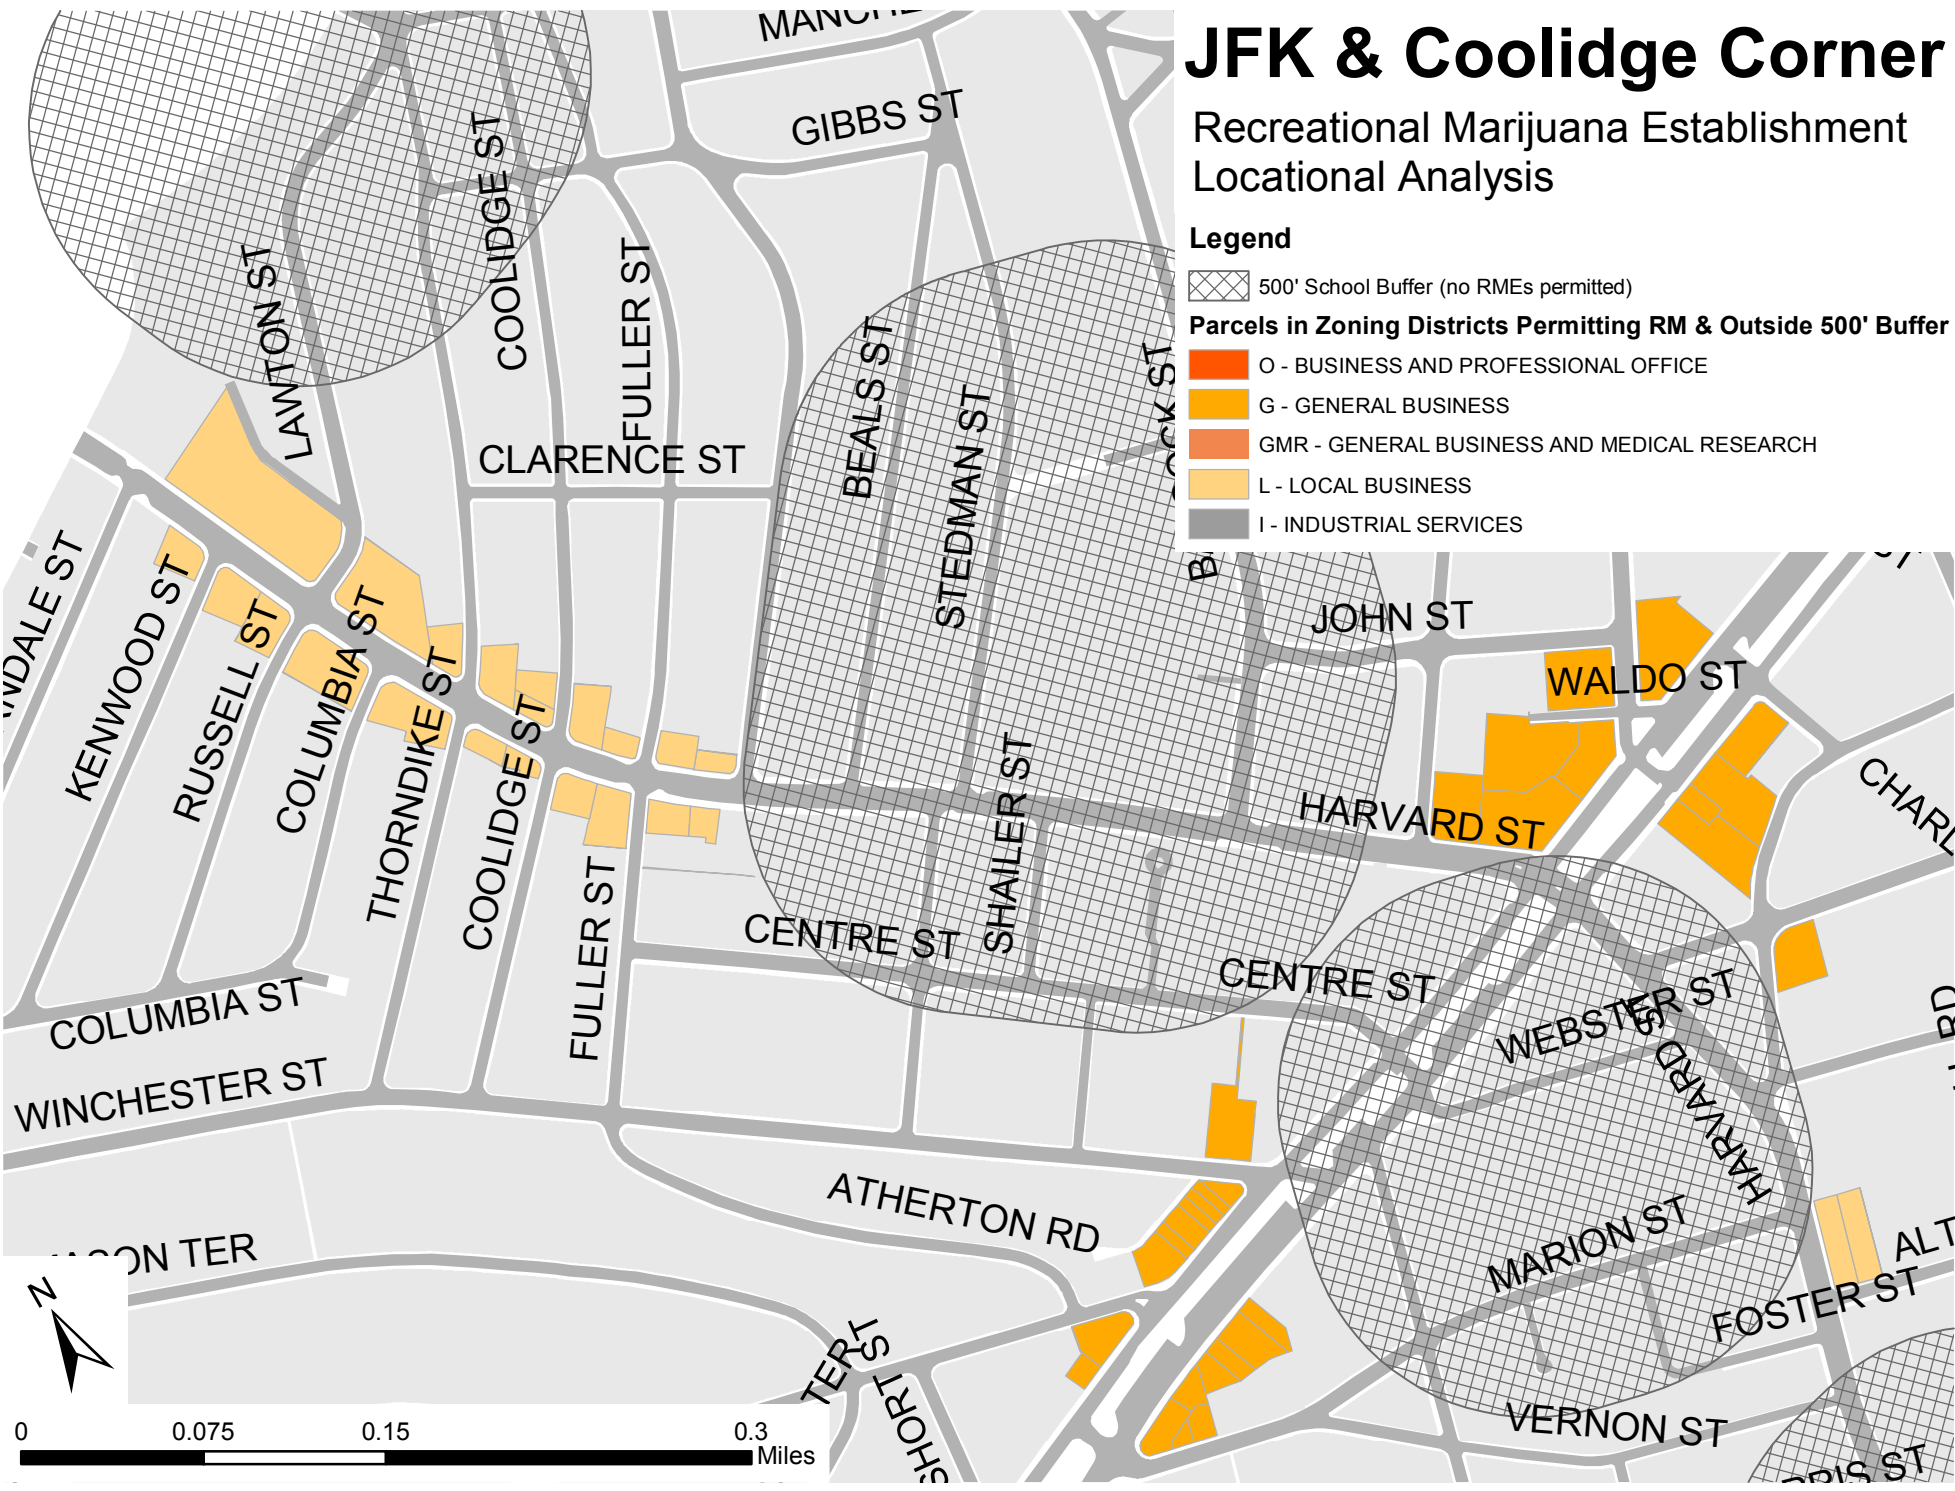 JFK & Coolidge Corner
Recreational Marijuana Establishment
Locational Analysis
Legend
500' School Buffer (no RMEs permitted)
Parcels in Zoning Districts Permitting RM & Outside 500' Buffer
O - BUSINESS AND PROFESSIONAL OFFICE
G - GENERAL BUSINESS
GMR - GENERAL BUSINESS AND MEDICAL RESEARCH
L - LOCAL BUSINESS
I - INDUSTRIAL SERVICES
GIBBS ST
COOLIDGE ST
FULLER ST
LAWTON ST
BEALS ST
STEDMAN ST
CLARENCE ST
JOHN ST
WALDO ST
KENWOOD ST
RUSSELL ST
COLUMBIA ST
THORNDIKE ST
COOLIDGE ST
FULLER ST
SHAILER ST
HARVARD ST
CENTRE ST
CENTRE ST
WEBSTER ST
HARVARD ST
COLUMBIA ST
WINCHESTER ST
ATHERTON RD
MARION ST
FOSTER ST
VERNON ST
TER
SHORT ST
N
0 0.075 0.15 0.3
Miles